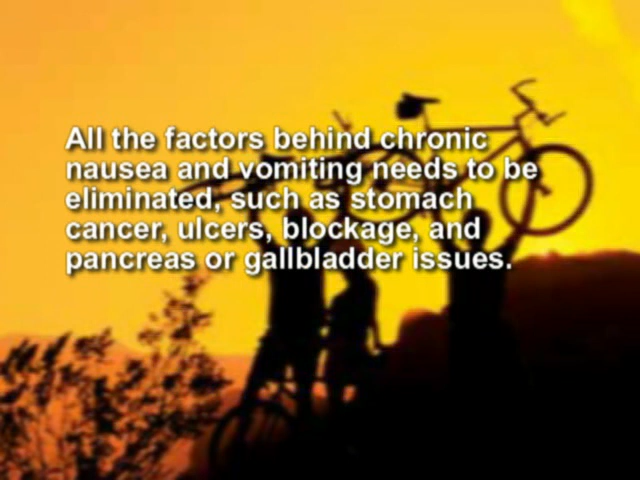 All the factors behind chronic
nausea and vomiting needs to be
eliminated, such as stomach
cancer, ulcers, blockage, and
pancreas or gallbladder issues.